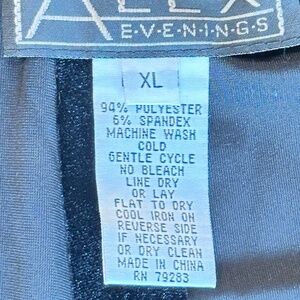 ALEX
E·V·E·N·I·N·G·S
XL
94% POLYESTER
6% SPANDEX
MACHINE WASH
COLD
GENTLE CYCLE
NO BLEACH
LINE DRY
OR LAY
FLAT TO DRY
COOL IRON ON
REVERSE SIDE
IF NECESSARY
OR DRY CLEAN
MADE IN CHINA
RN 79283